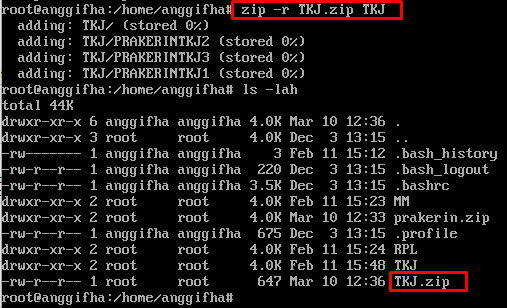 root@anggifha:/home/anggifha# zip -r TKJ.zip TKJ
  adding: TKJ/ (stored 0%)
  adding: TKJ/PRAKERINTKJ2 (stored 0%)
  adding: TKJ/PRAKERINTKJ3 (stored 0%)
  adding: TKJ/PRAKERINTKJ1 (stored 0%)
root@anggifha:/home/anggifha# ls -lah
total 44K
drwxr-xr-x 6 anggifha anggifha 4.0K Mar 10 12:36 .
drwxr-xr-x 3 root     root     4.0K Dec  3 13:15 ..
-rw------- 1 anggifha anggifha    3 Feb 11 15:12 .bash_history
-rw-r--r-- 1 anggifha anggifha  220 Dec  3 13:15 .bash_logout
-rw-r--r-- 1 anggifha anggifha 3.5K Dec  3 13:15 .bashrc
drwxr-xr-x 2 root     root     4.0K Feb 11 15:23 MM
drwxr-xr-x 2 root     root     4.0K Mar 10 12:33 prakerin.zip
-rw-r--r-- 1 anggifha anggifha  675 Dec  3 13:15 .profile
drwxr-xr-x 2 root     root     4.0K Feb 11 15:24 RPL
drwxr-xr-x 2 root     root     4.0K Feb 11 15:48 TKJ
-rw-r--r-- 1 root     root      647 Mar 10 12:36 TKJ.zip
root@anggifha:/home/anggifha#